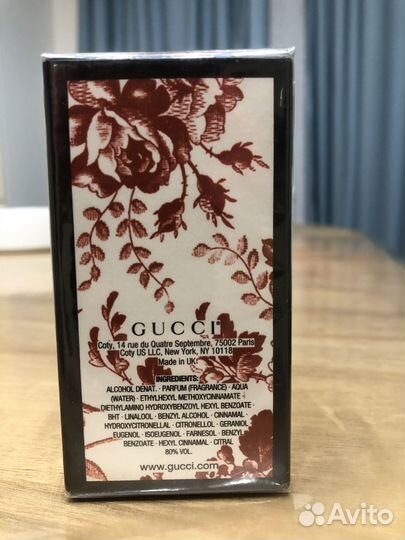 GUCCI
Coty, 14 rue du Quatre Septembre, 75002 Paris
Coty US LLC, New York, NY 10118
Made in UK
INGREDIENTS:
ALCOHOL DENAT. · PARFUM (FRAGRANCE) · AQUA
(WATER) · ETHYLHEXYL METHOXYCINNAMATE ·
DIETHYLAMINO HYDROXYBENZOYL HEXYL BENZOATE ·
BHT · LINALOOL · BENZYL ALCOHOL · CINNAMAL ·
HYDROXYCITRONELLAL · CITRONELLOL · GERANIOL ·
EUGENOL · ISOEUGENOL · FARNESOL · BENZYL
BENZOATE · HEXYL CINNAMAL · CITRAL
80% VOL.
www.gucci.com
Avito